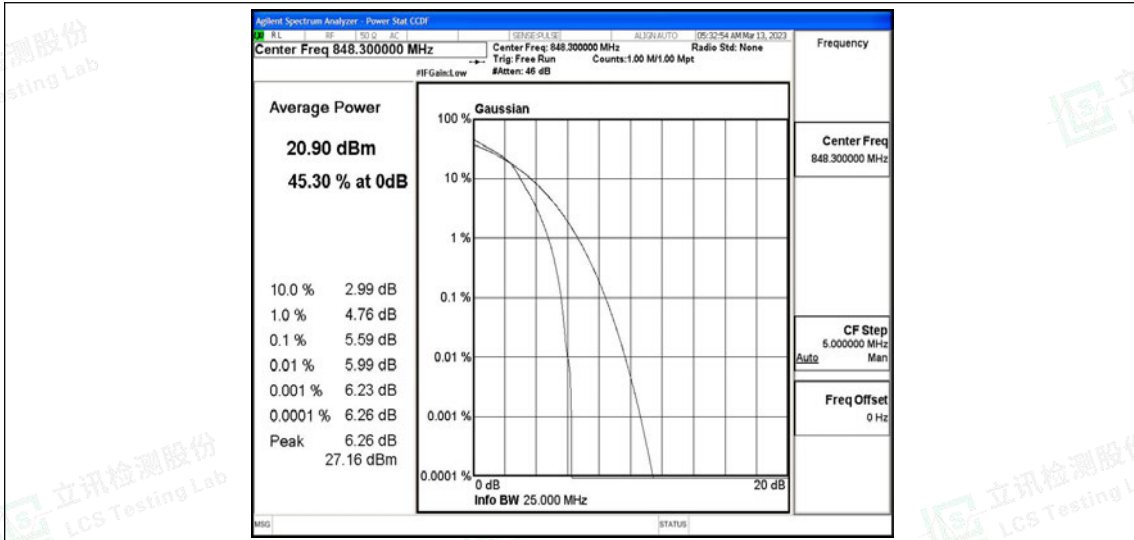 Agilent Spectrum Analyzer - Power Stat CCDF
RL RF 50 Ω AC SENSE:PULSE ALIGNAUTO 05:32:54 AM Mar 13, 2023
Center Freq 848.300000 MHz
Center Freq: 848.300000 MHz Radio Std: None
Trig: Free Run Counts:1.00 M/1.00 Mpt
#IFGain:Low #Atten: 46 dB
Frequency
Average Power
20.90 dBm
45.30 % at 0dB
10.0 % 2.99 dB
1.0 % 4.76 dB
0.1 % 5.59 dB
0.01 % 5.99 dB
0.001 % 6.23 dB
0.0001 % 6.26 dB
Peak 6.26 dB
27.16 dBm
Gaussian
100 %
10 %
1 %
0.1 %
0.01 %
0.001 %
0.0001 %
0 dB 20 dB
Info BW 25.000 MHz
Center Freq
848.300000 MHz
CF Step
5.000000 MHz
Auto Man
Freq Offset
0 Hz
MSG STATUS
测股份
sting Lab
立讯检测股份
LCS Testing Lab
立讯检测股份
LCS Testing L